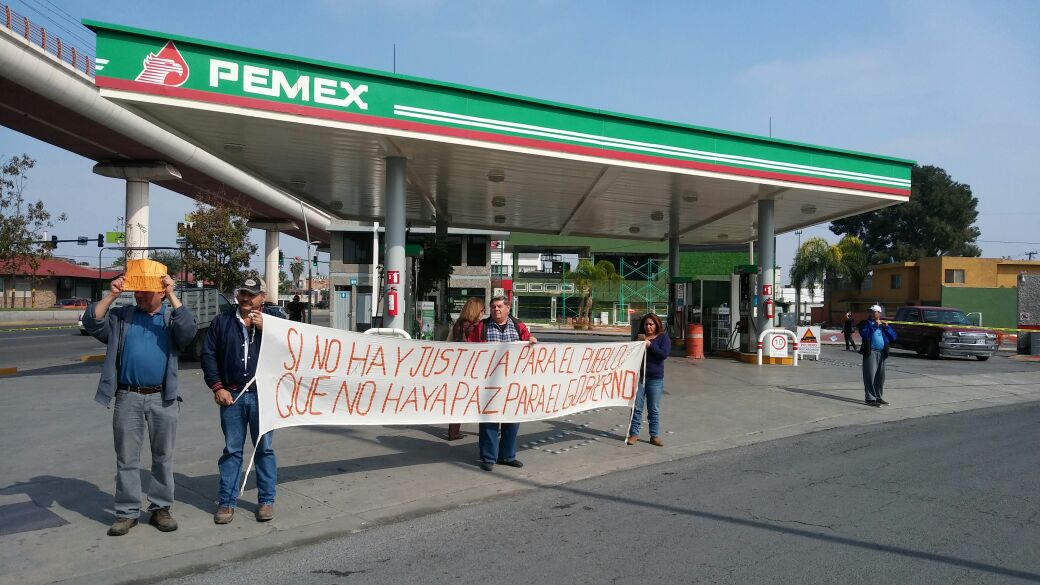 PEMEX
SI NO HAY JUSTICIA PARA EL PUEBLO
QUE NO HAYA PAZ PARA EL GOBIERNO
10